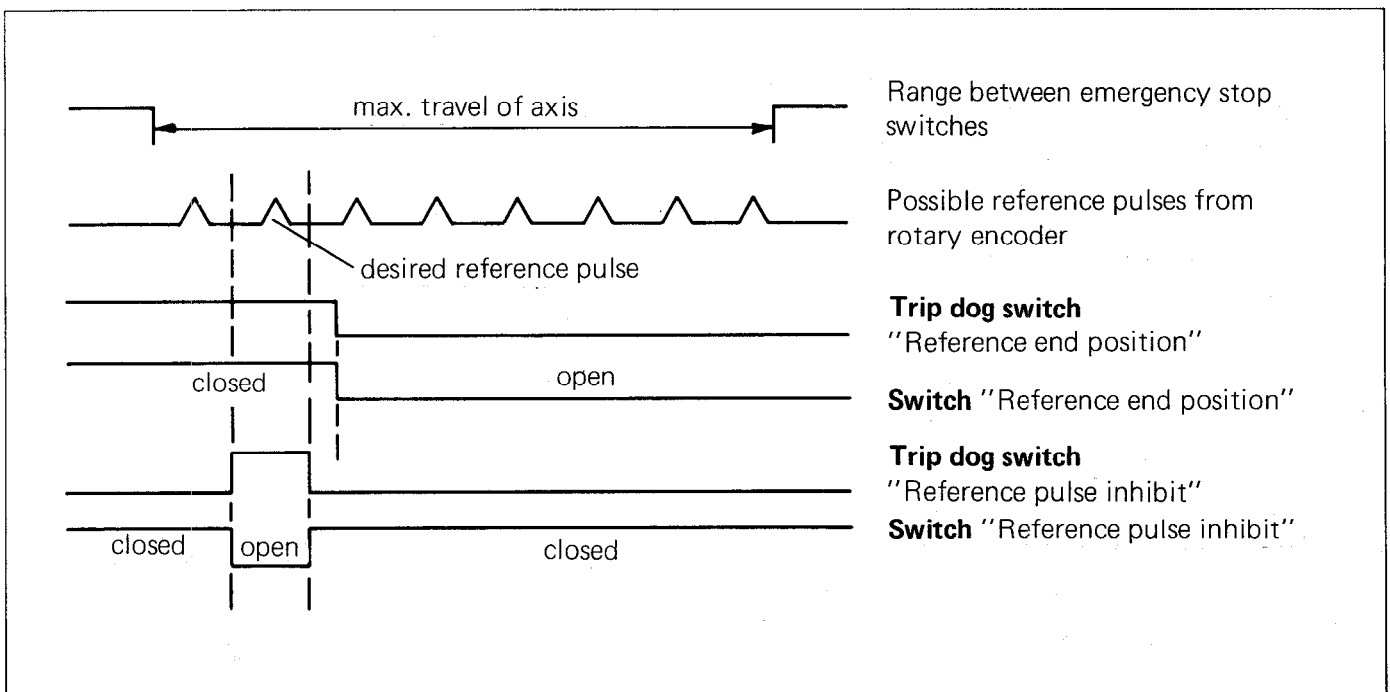 max. travel of axis
Range between emergency stop
switches
Possible reference pulses from
rotary encoder
desired reference pulse
Trip dog switch
"Reference end position"
closed
open
Switch "Reference end position"
Trip dog switch
"Reference pulse inhibit"
closed
open
closed
Switch "Reference pulse inhibit"